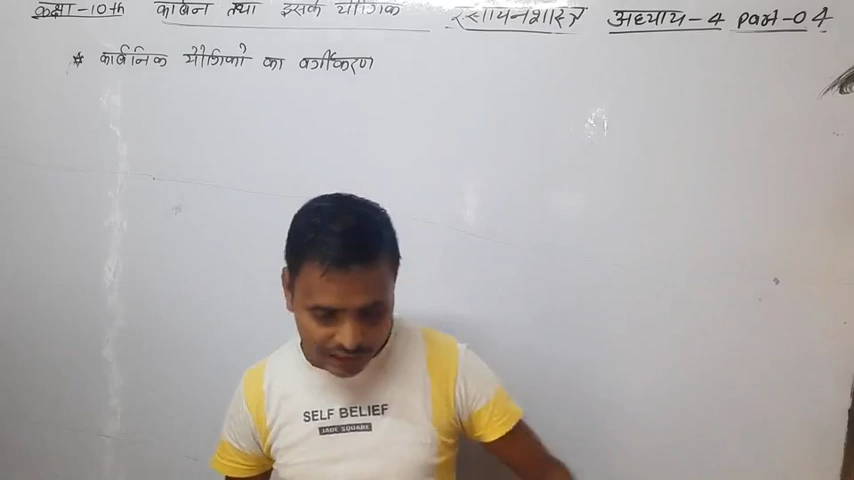 कक्षा-10th कार्बन तथा इसके यौगिक रसायनशास्त्र अध्याय-4 part-04
* कार्बनिक यौगिको का वर्गीकरण
SELF BELIEF
JADE SQUARE